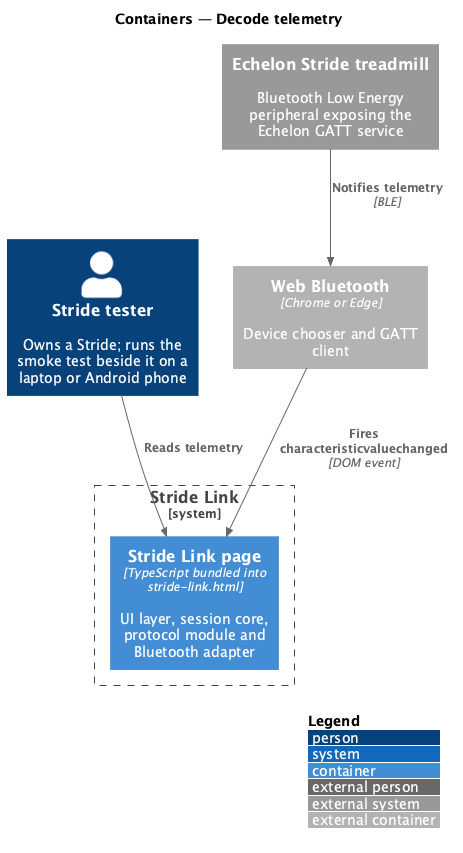 Containers — Decode telemetry
Echelon Stride treadmill
Bluetooth Low Energy
peripheral exposing the
Echelon GATT service
Notifies telemetry
[BLE]
Stride tester
Owns a Stride; runs the
smoke test beside it on a
laptop or Android phone
Web Bluetooth
[Chrome or Edge]
Device chooser and GATT
client
Reads telemetry
Fires
characteristicvaluechanged
[DOM event]
Stride Link
[system]
Stride Link page
[TypeScript bundled into
stride-link.html]
UI layer, session core,
protocol module and
Bluetooth adapter
Legend
person
system
container
external person
external system
external container